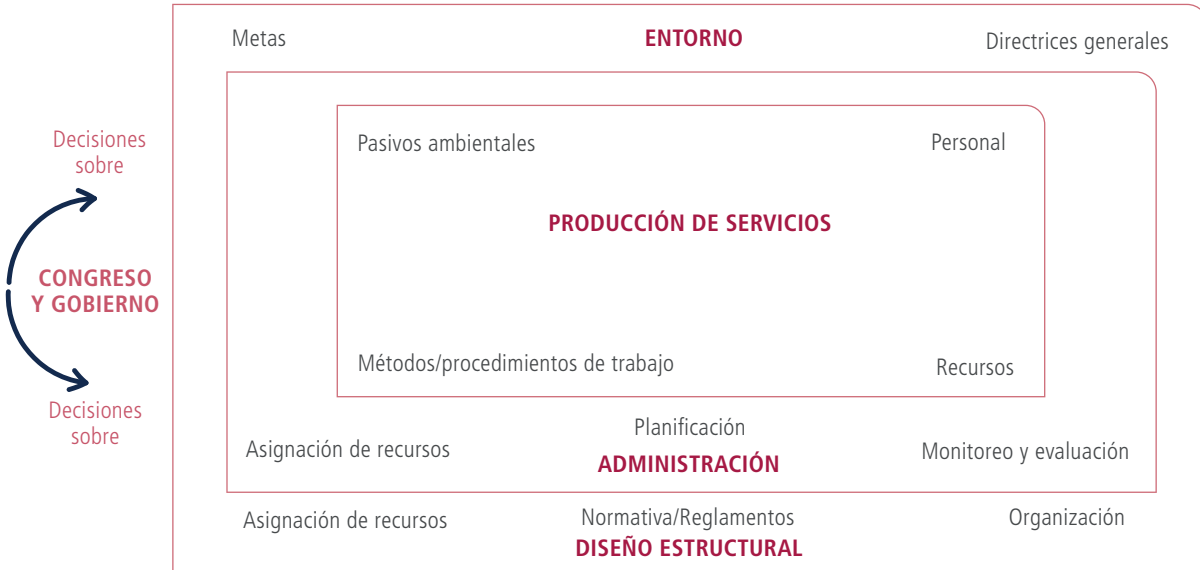 Metas
ENTORNO
Directrices generales
Decisiones
sobre
Pasivos ambientales
Personal
PRODUCCIÓN DE SERVICIOS
CONGRESO
Y GOBIERNO
Métodos/procedimientos de trabajo
Recursos
Decisiones
sobre
Planificación
Asignación de recursos
ADMINISTRACIÓN
Monitoreo y evaluación
Asignación de recursos
Normativa/Reglamentos
Organización
DISEÑO ESTRUCTURAL